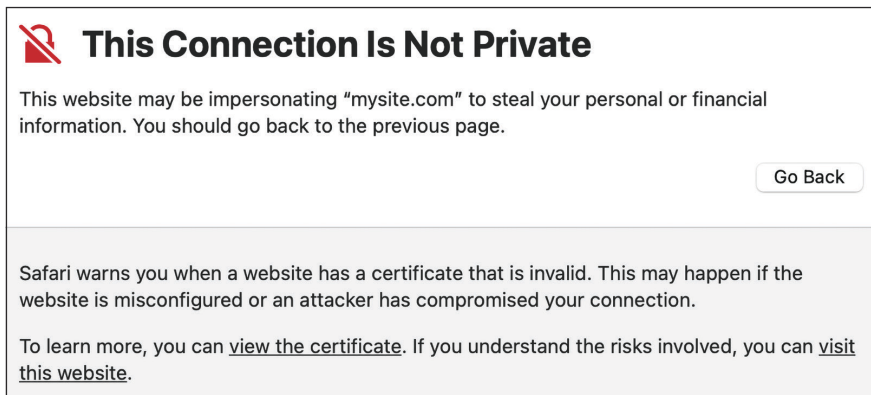 This Connection Is Not Private
This website may be impersonating “mysite.com” to steal your personal or financial
information. You should go back to the previous page.
Go Back
Safari warns you when a website has a certificate that is invalid. This may happen if the
website is misconfigured or an attacker has compromised your connection.
To learn more, you can view the certificate. If you understand the risks involved, you can visit
this website.